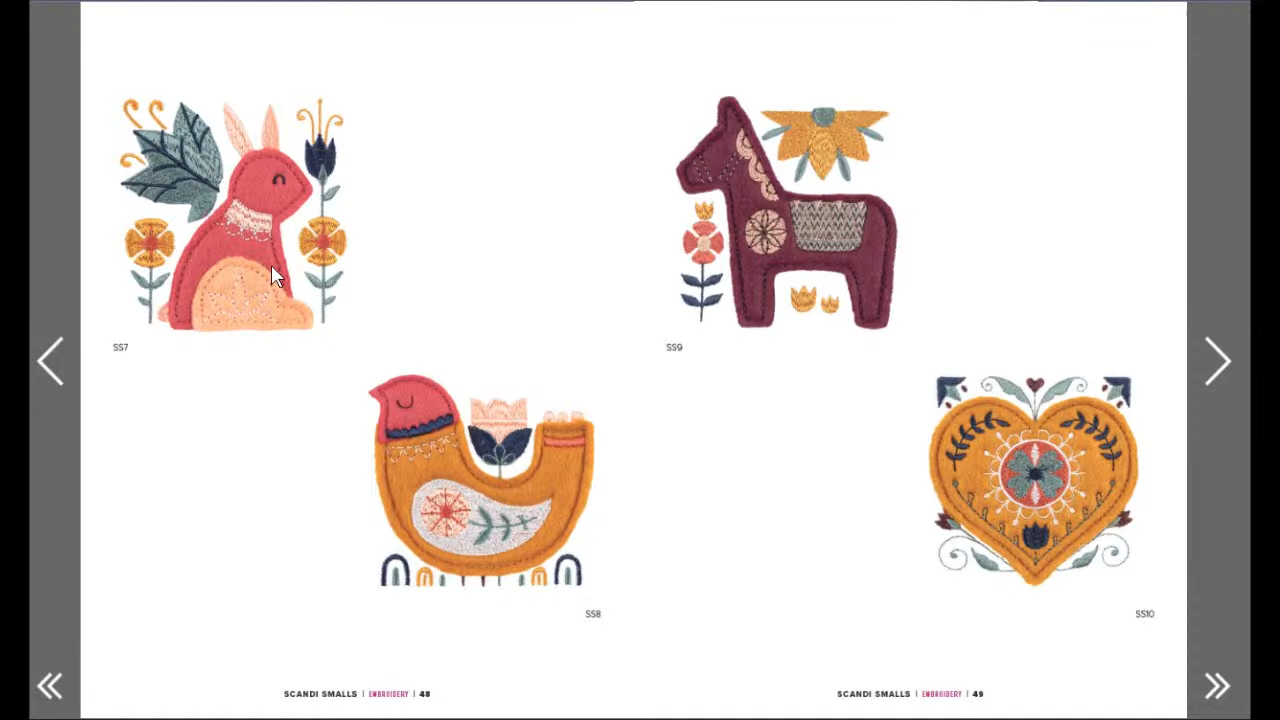 SS7
SS8
SCANDI SMALLS | EMBROIDERY | 48
SS9
SS10
SCANDI SMALLS | EMBROIDERY | 49